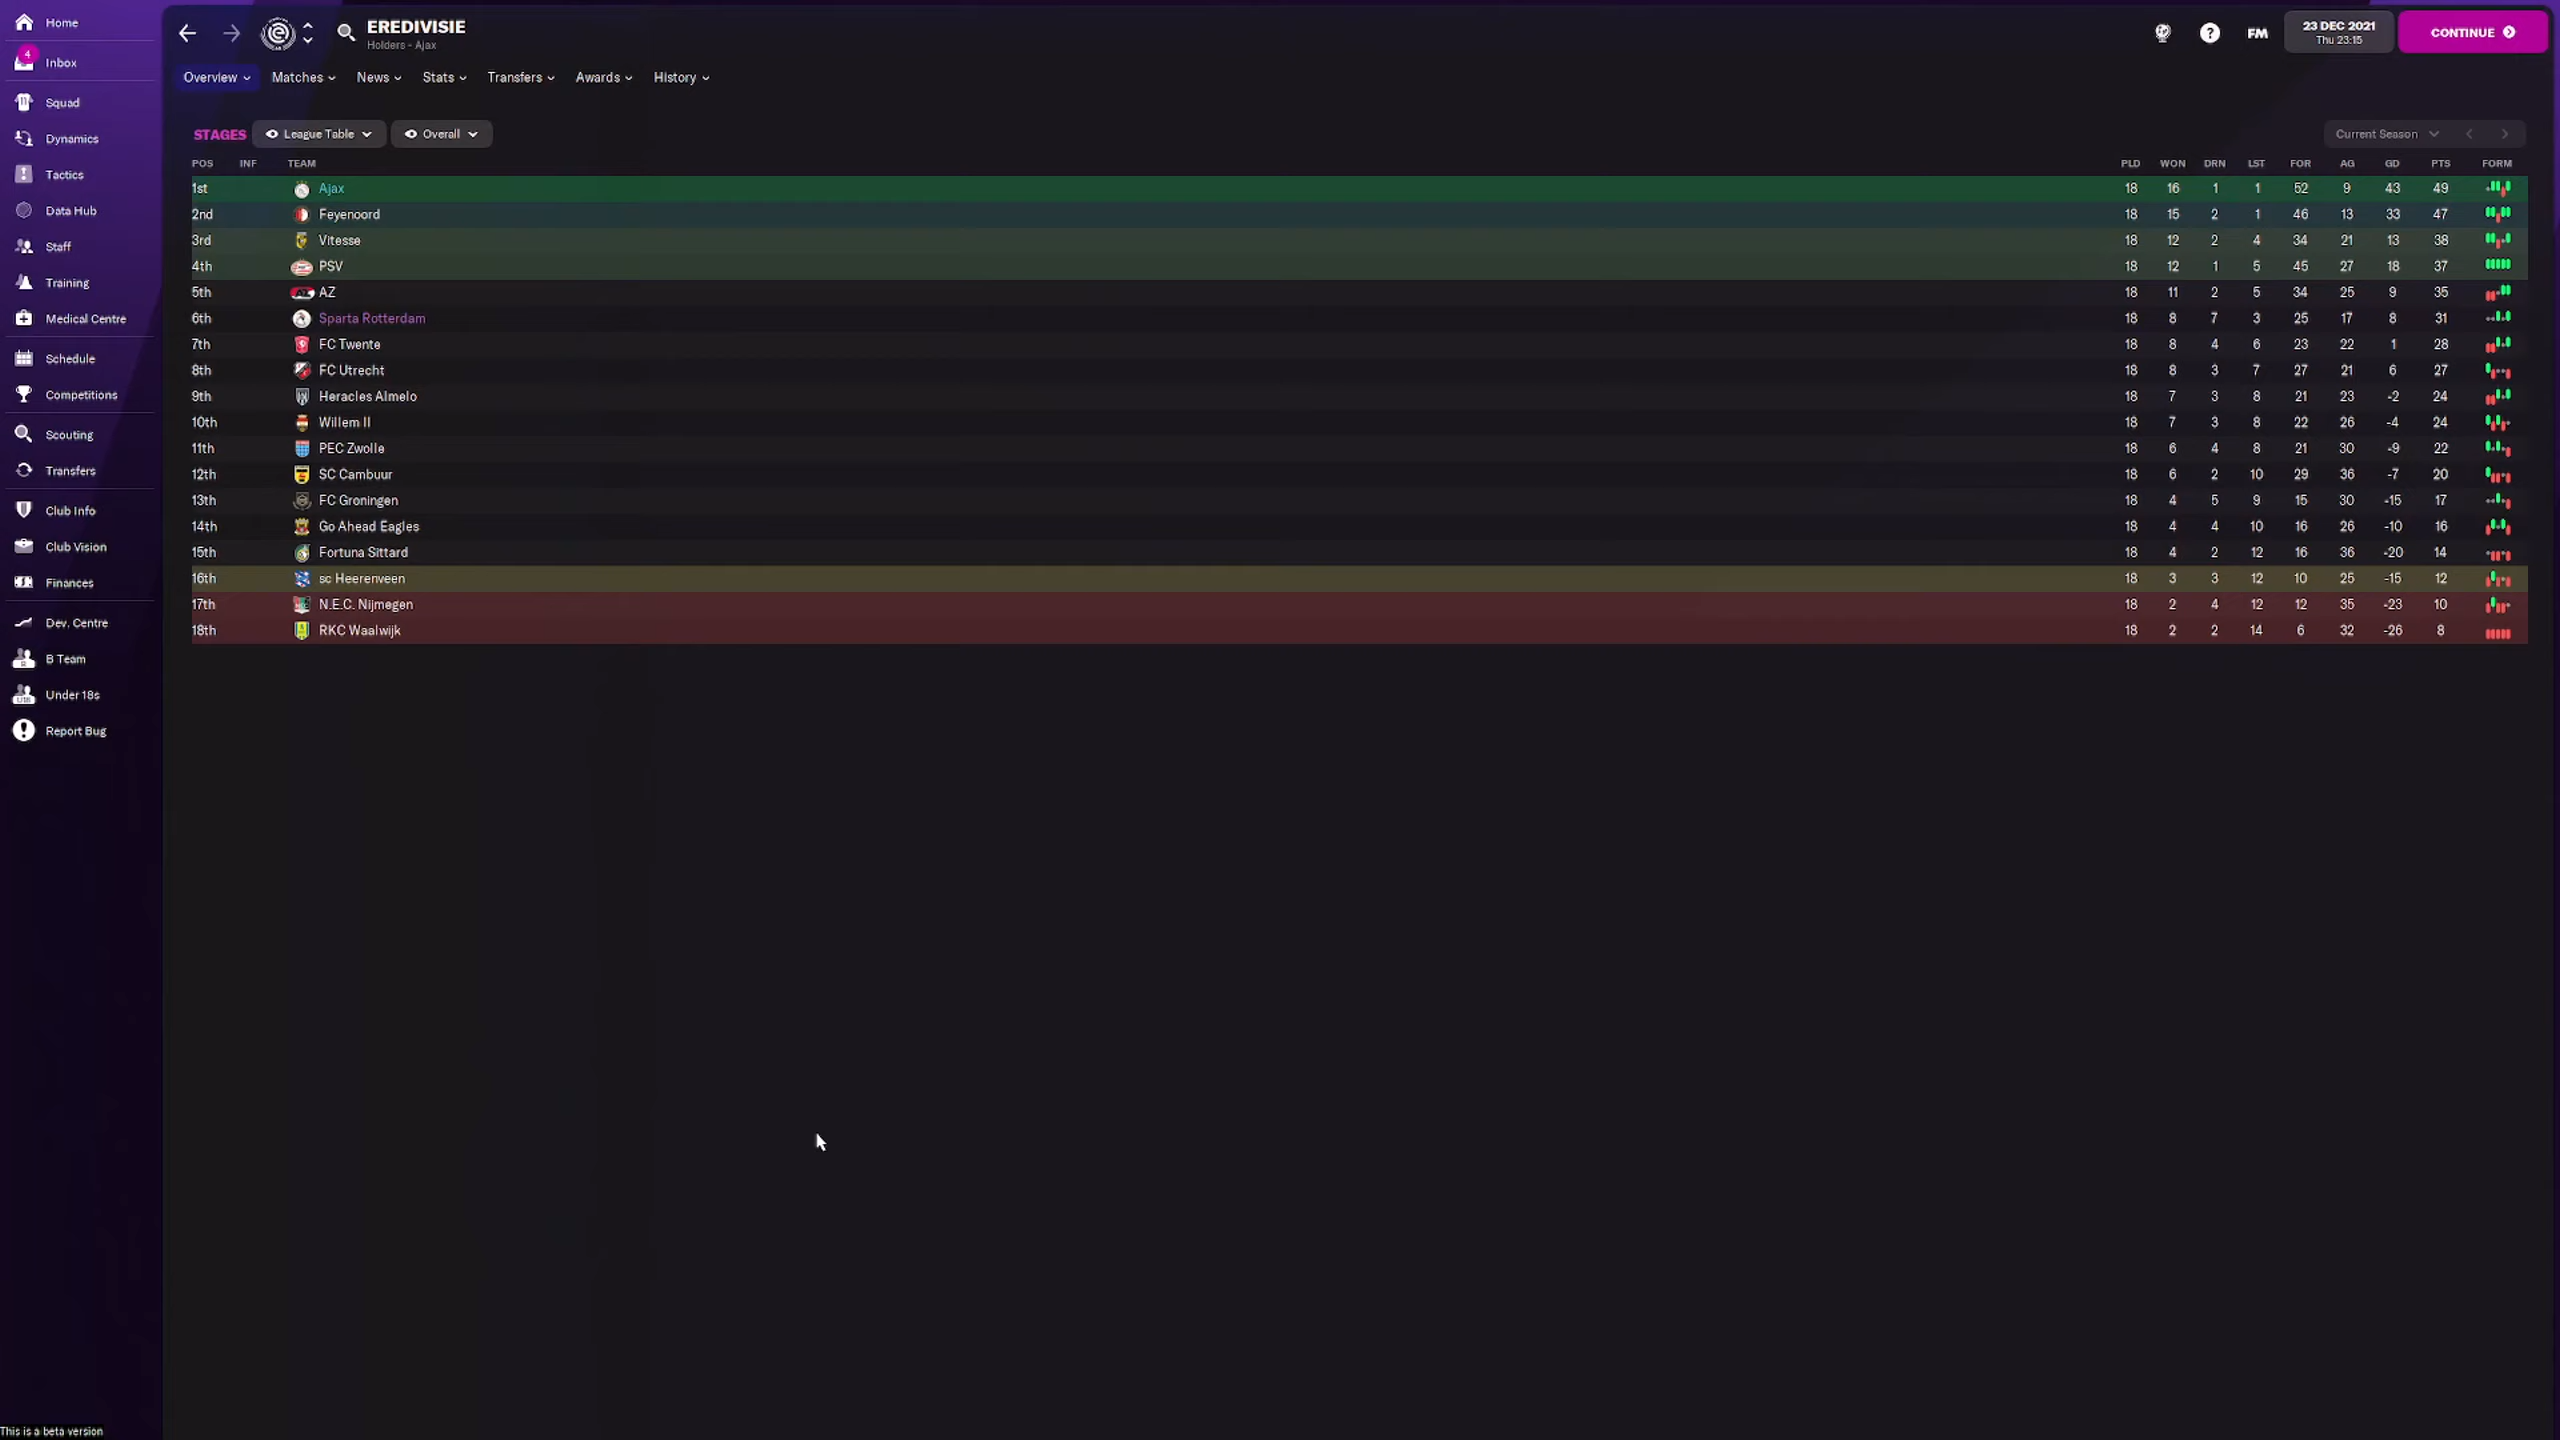 Home
4
Inbox
Squad
Dynamics
Tactics
Data Hub
Staff
Training
Medical Centre
Schedule
Competitions
Scouting
Transfers
Club Info
Club Vision
Finances
Dev. Centre
B Team
Under 18s
Report Bug
This is a beta version
EREDIVISIE
Holders - Ajax
FM
23 DEC 2021
Thu 23:15
CONTINUE
Overview Matches News Stats Transfers Awards History
STAGES League Table Overall Current Season
POS INF TEAM PLD WON DRN LST FOR AG GD PTS FORM
1st Ajax 18 16 1 1 52 9 43 49
2nd Feyenoord 18 15 2 1 46 13 33 47
3rd Vitesse 18 12 2 4 34 21 13 38
4th PSV 18 12 1 5 45 27 18 37
5th AZ 18 11 2 5 34 25 9 35
6th Sparta Rotterdam 18 8 7 3 25 17 8 31
7th FC Twente 18 8 4 6 23 22 1 28
8th FC Utrecht 18 8 3 7 27 21 6 27
9th Heracles Almelo 18 7 3 8 21 23 -2 24
10th Willem II 18 7 3 8 22 26 -4 24
11th PEC Zwolle 18 6 4 8 21 30 -9 22
12th SC Cambuur 18 6 2 10 29 36 -7 20
13th FC Groningen 18 4 5 9 15 30 -15 17
14th Go Ahead Eagles 18 4 4 10 16 26 -10 16
15th Fortuna Sittard 18 4 2 12 16 36 -20 14
16th sc Heerenveen 18 3 3 12 10 25 -15 12
17th N.E.C. Nijmegen 18 2 4 12 12 35 -23 10
18th RKC Waalwijk 18 2 2 14 6 32 -26 8